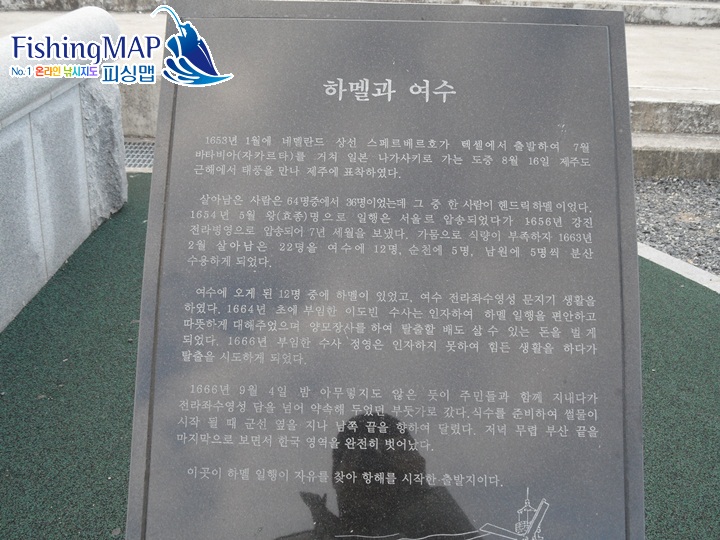 FishingMAP
No.1 온라인 낚시지도 피싱맵
하멜과 여수
1653년 1월에 네델란드 상선 스페르베르호가 텍셀에서 출발하여 7월
바타비아(자카르타)를 거쳐 일본 나가사키로 가는 도중 8월 16일 제주도
근해에서 태풍을 만나 제주에 표착하였다.
살아남은 사람은 64명중에서 36명이었는데 그 중 한 사람이 헨드릭하멜이었다.
1654년 5월 왕(효종)명으로 일행은 서울로 압송되었다가 1656년 강진
전라병영으로 압송되어 7년 세월을 보냈다. 가뭄으로 식량이 부족하자 1663년
2월 살아남은 22명을 여수에 12명, 순천에 5명, 남원에 5명씩 분산
수용하게 되었다.
여수에 오게 된 12명 중에 하멜이 있었고, 여수 전라좌수영성 문지기 생활을
하였다. 1664년 초에 부임한 이도빈 수사는 인자하여 하멜 일행을 편안하고
따뜻하게 대해주었으며 양모장사를 하여 탈출할 배도 살 수 있는 돈을 벌 게
되었다. 1666년 부임한 수사 정영은 인자하지 못하여 힘든 생활을 하다가
탈출을 시도하게 되었다.
1666년 9월 4일 밤 아무렇지도 않은 듯이 주민들과 함께 지내다가
전라좌수영성 담을 넘어 약속해 두었던 부둣가로 갔다. 식수를 준비하여 썰물이
시작 될 때 군선 옆을 지나 남쪽 끝을 향하여 달렸다. 저녁 무렵 부산 끝을
마지막으로 보면서 한국 영역을 완전히 벗어났다.
이곳이 하멜 일행이 자유를 찾아 항해를 시작한 출발지이다.